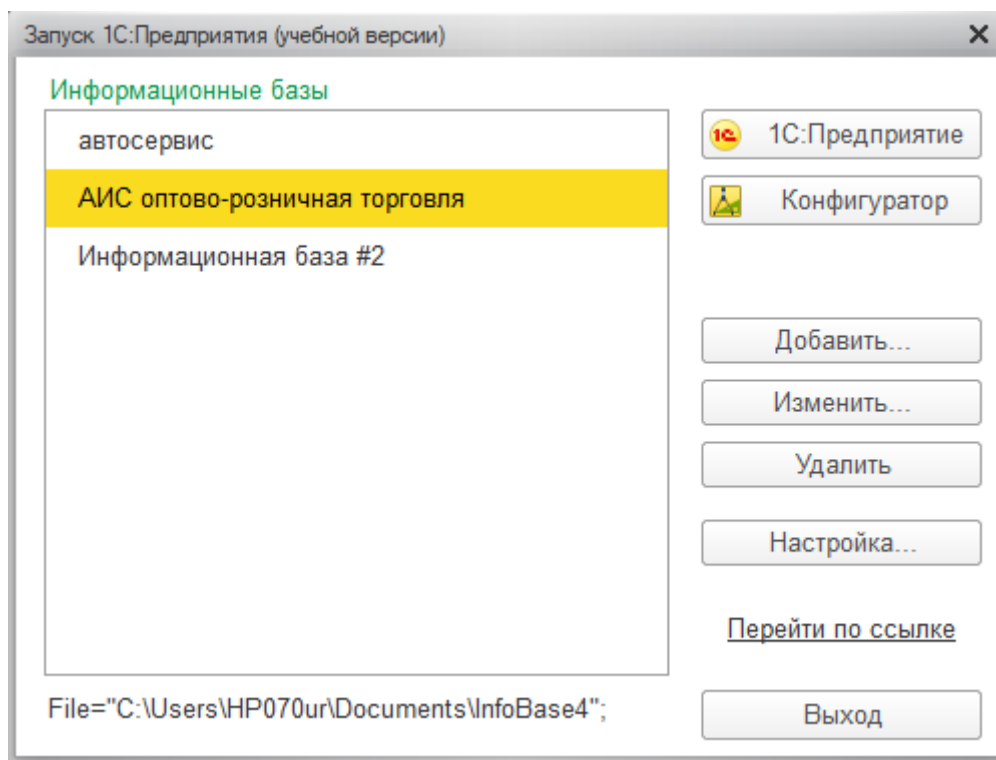 Запуск 1С:Предприятия (учебной версии)
Информационные базы
автосервис
АИС оптово-розничная торговля
Информационная база #2
1С:Предприятие
Конфигуратор
Добавить...
Изменить...
Удалить
Настройка...
Перейти по ссылке
File="C:\Users\HP070ur\Documents\InfoBase4";
Выход